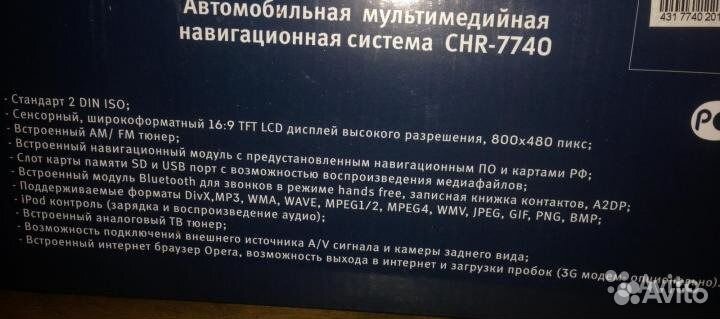 Автомобильная мультимедийная
навигационная система CHR-7740
431 7740 201
- Стандарт 2 DIN ISO;
- Сенсорный, широкоформатный 16:9 TFT LCD дисплей высокого разрешения, 800x480 пикс;
- Встроенный AM/ FM тюнер;
- Встроенный навигационный модуль с предустановленным навигационным ПО и картами РФ;
- Слот карты памяти SD и USB порт с возможностью воспроизведения медиафайлов;
- Встроенный модуль Bluetooth для звонков в режиме hands free, записная книжка контактов, A2DP;
- Поддерживаемые форматы DivX,MP3, WMA, WAVE, MPEG1/2, MPEG4, WMV, JPEG, GIF, PNG, BMP;
- iPod контроль (зарядка и воспроизведение аудио);
- Встроенный аналоговый ТВ тюнер;
- Возможность подключения внешнего источника A/V сигнала и камеры заднего вида;
- Встроенный интернет браузер Opera, возможность выхода в интернет и загрузки пробок (3G модем опционально).
Avito